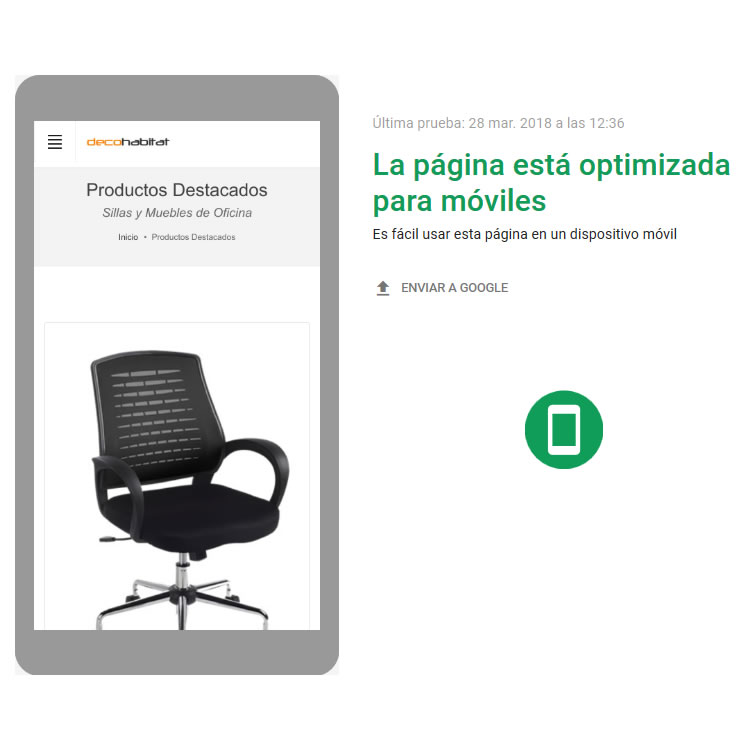 decohabitat
Productos Destacados
Sillas y Muebles de Oficina
Inicio • Productos Destacados
Última prueba: 28 mar. 2018 a las 12:36
La página está optimizada
para móviles
Es fácil usar esta página en un dispositivo móvil
ENVIAR A GOOGLE